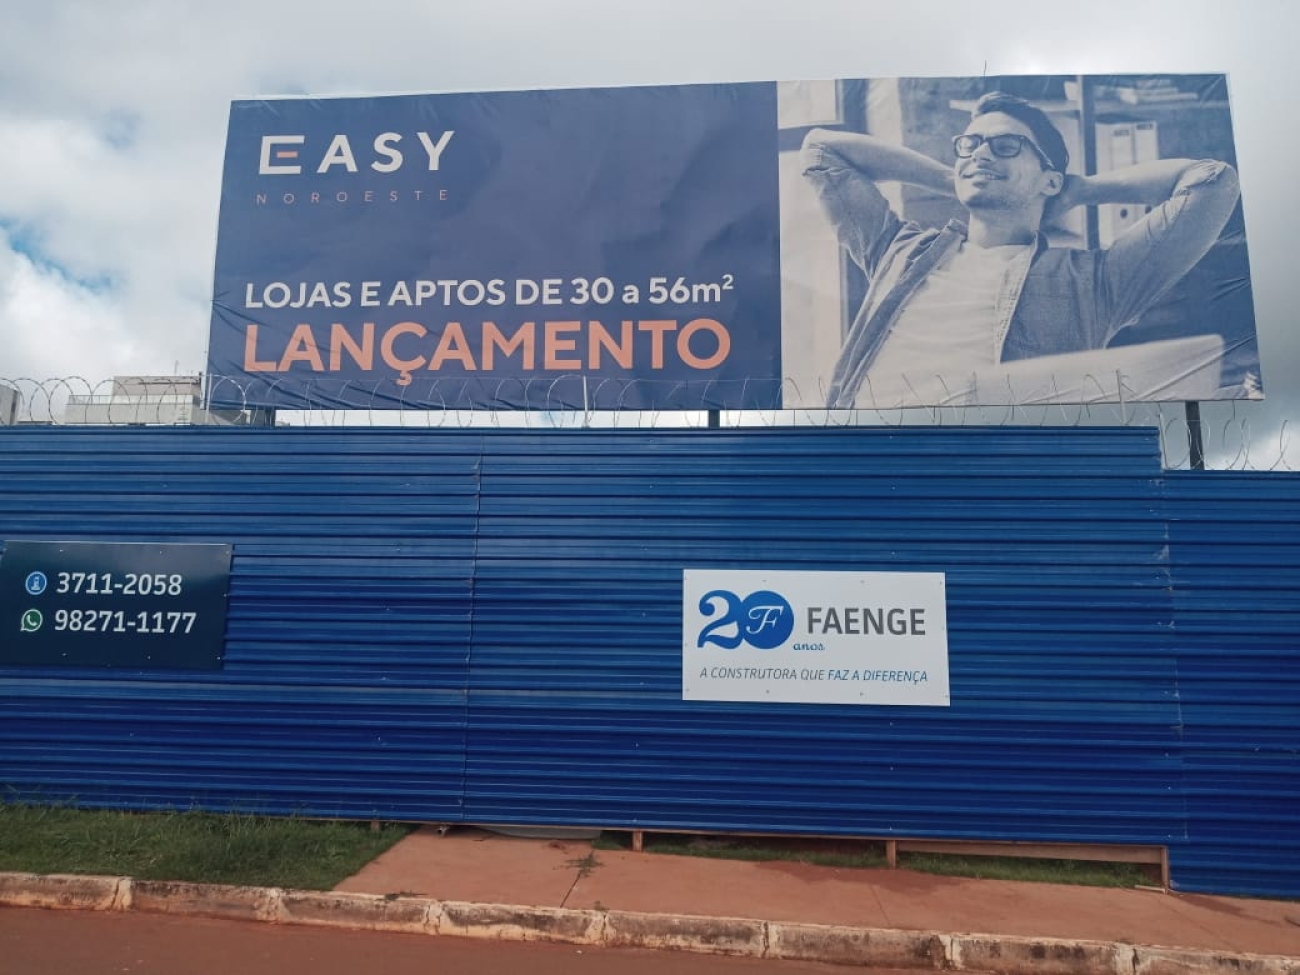 EASY
NOROESTE
LOJAS E APTOS DE 30 a 56m²
LANÇAMENTO
3711-2058
98271-1177
20 F
anos
FAENGE
A CONSTRUTORA QUE FAZ A DIFERENÇA